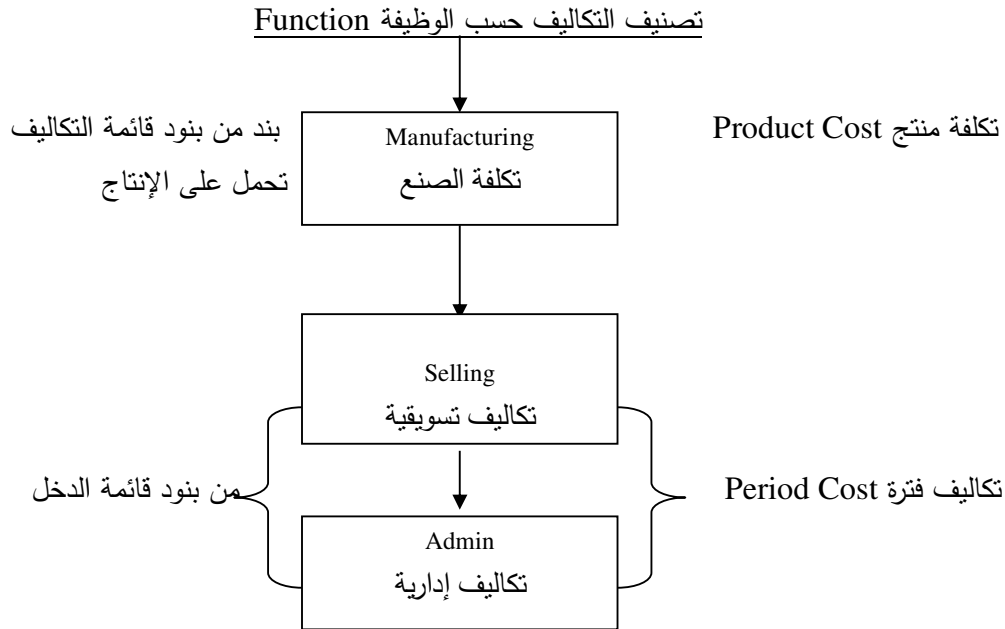 تصنيف التكاليف حسب الوظيفة Function
تكلفة منتج Product Cost
Manufacturing
تكلفة الصنع
بند من بنود قائمة التكاليف
تحمل على الإنتاج
Selling
تكاليف تسويقية
تكاليف فترة Period Cost
من بنود قائمة الدخل
Admin
تكاليف إدارية